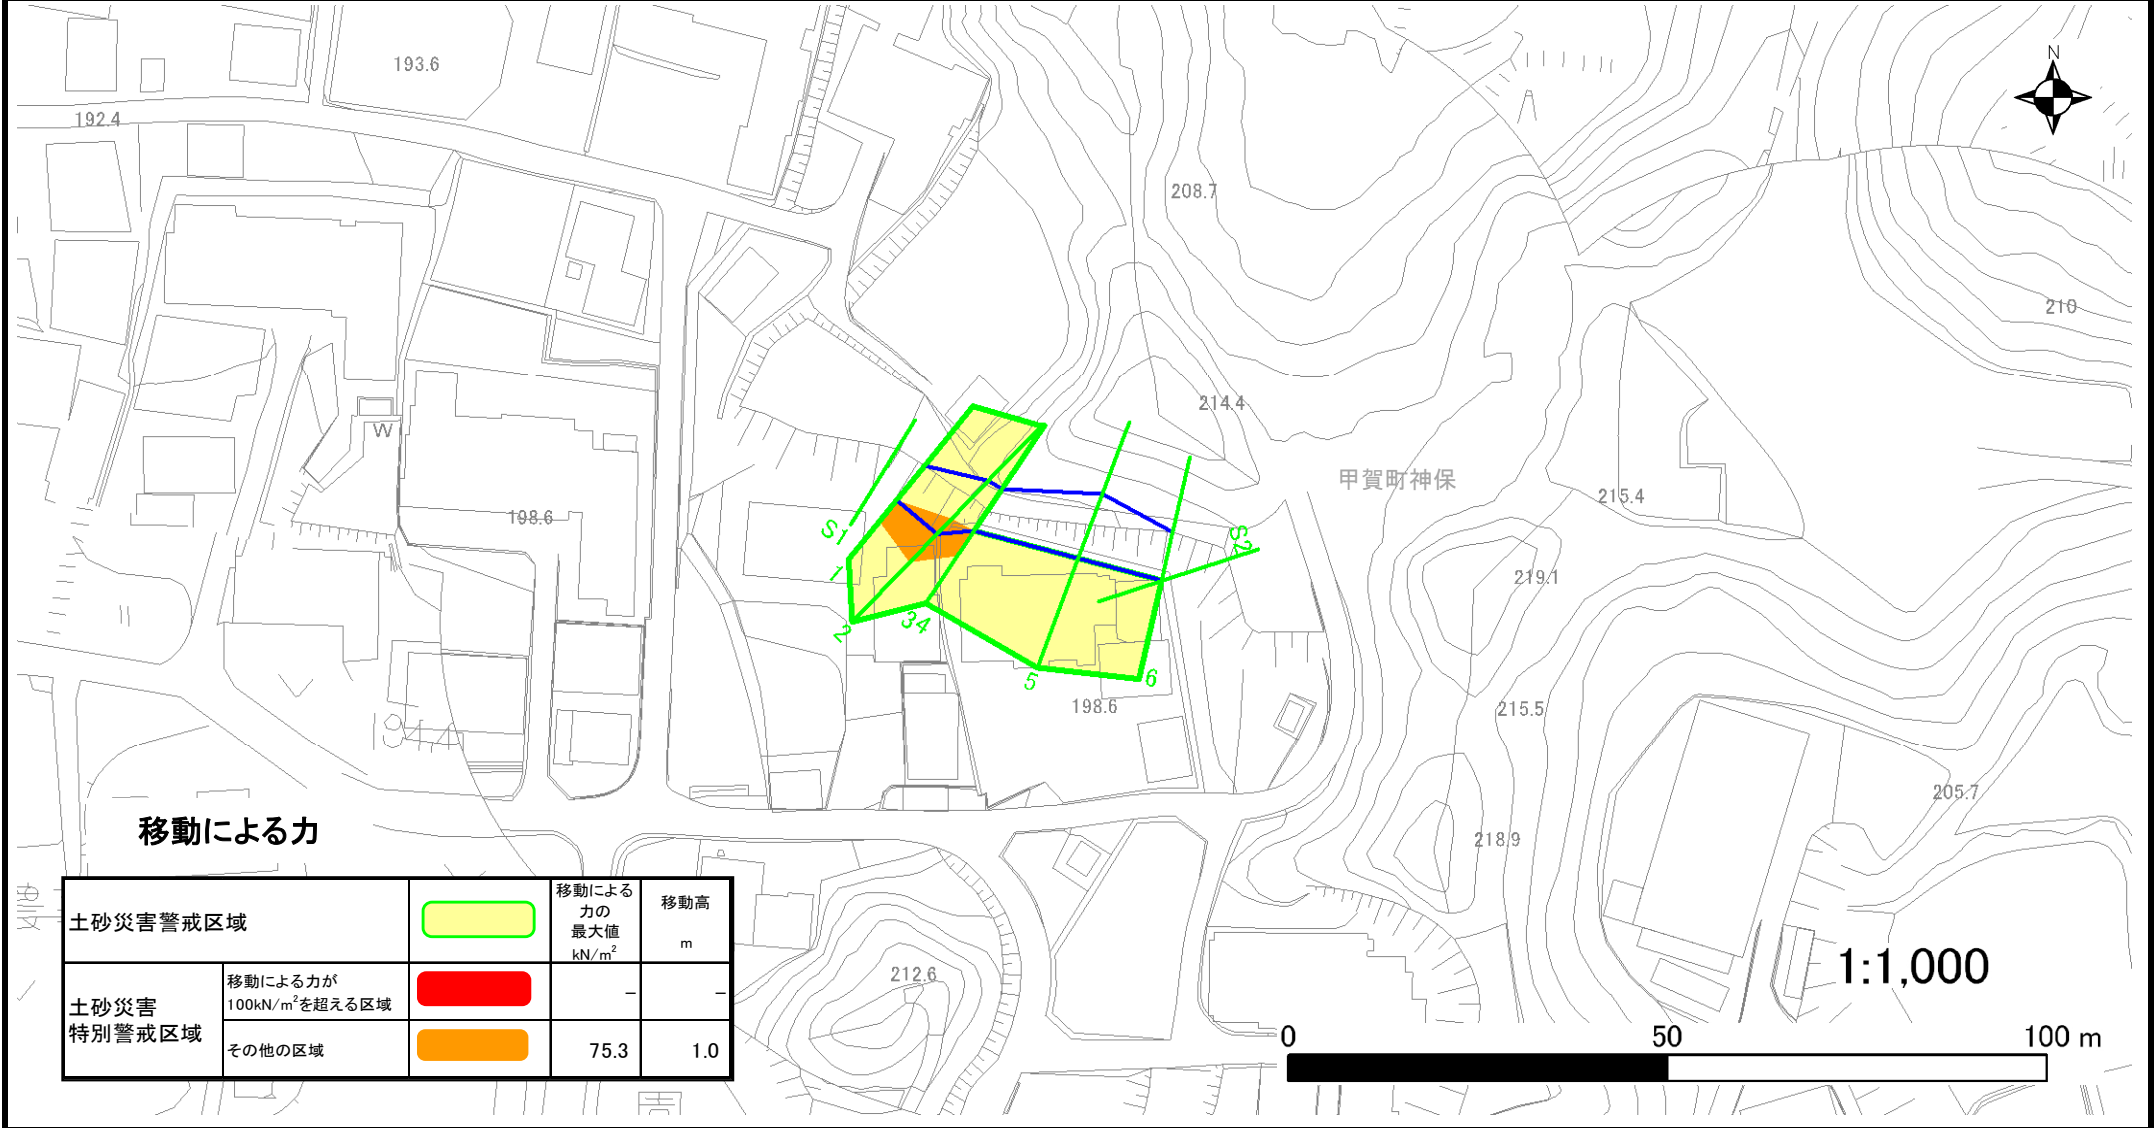 N
193.6
192.4
208.7
210
214.4
W
甲賀町神保
215.4
198.6
S1
S2
1
219.1
2
34
5
6
198.6
215.5
205.7
218.9
212.6
移動による力
土砂災害警戒区域
移動による
力の
最大値
kN/m²
移動高
m
土砂災害
特別警戒区域
移動による力が
100kN/m²を超える区域
－
－
その他の区域
75.3
1.0
1:1,000
0
50
100 m